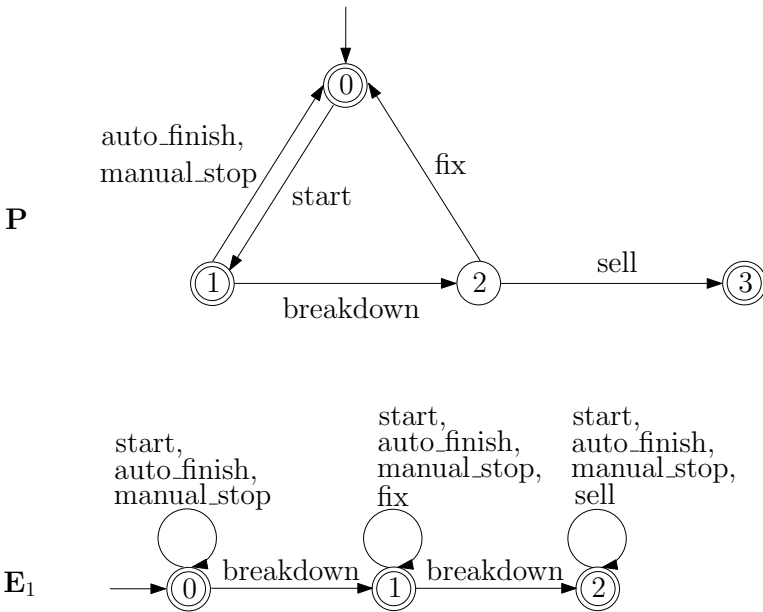 0
auto_finish,
manual_stop
fix
start
P
sell
1
2
3
breakdown
start,
auto_finish,
manual_stop
start,
auto_finish,
manual_stop,
fix
start,
auto_finish,
manual_stop,
sell
E1
0
breakdown
1
breakdown
2